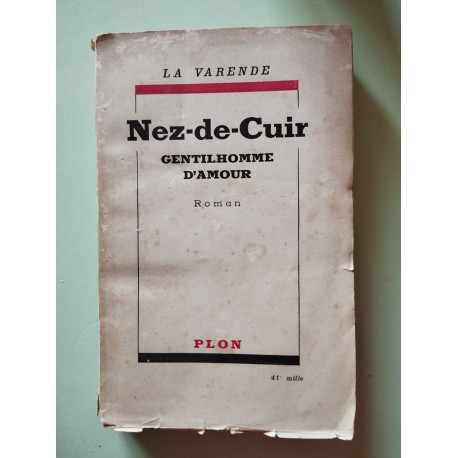 LA VARENDE
Nez-de-Cuir
GENTILHOMME
D'AMOUR
Roman
PLON
41e mille